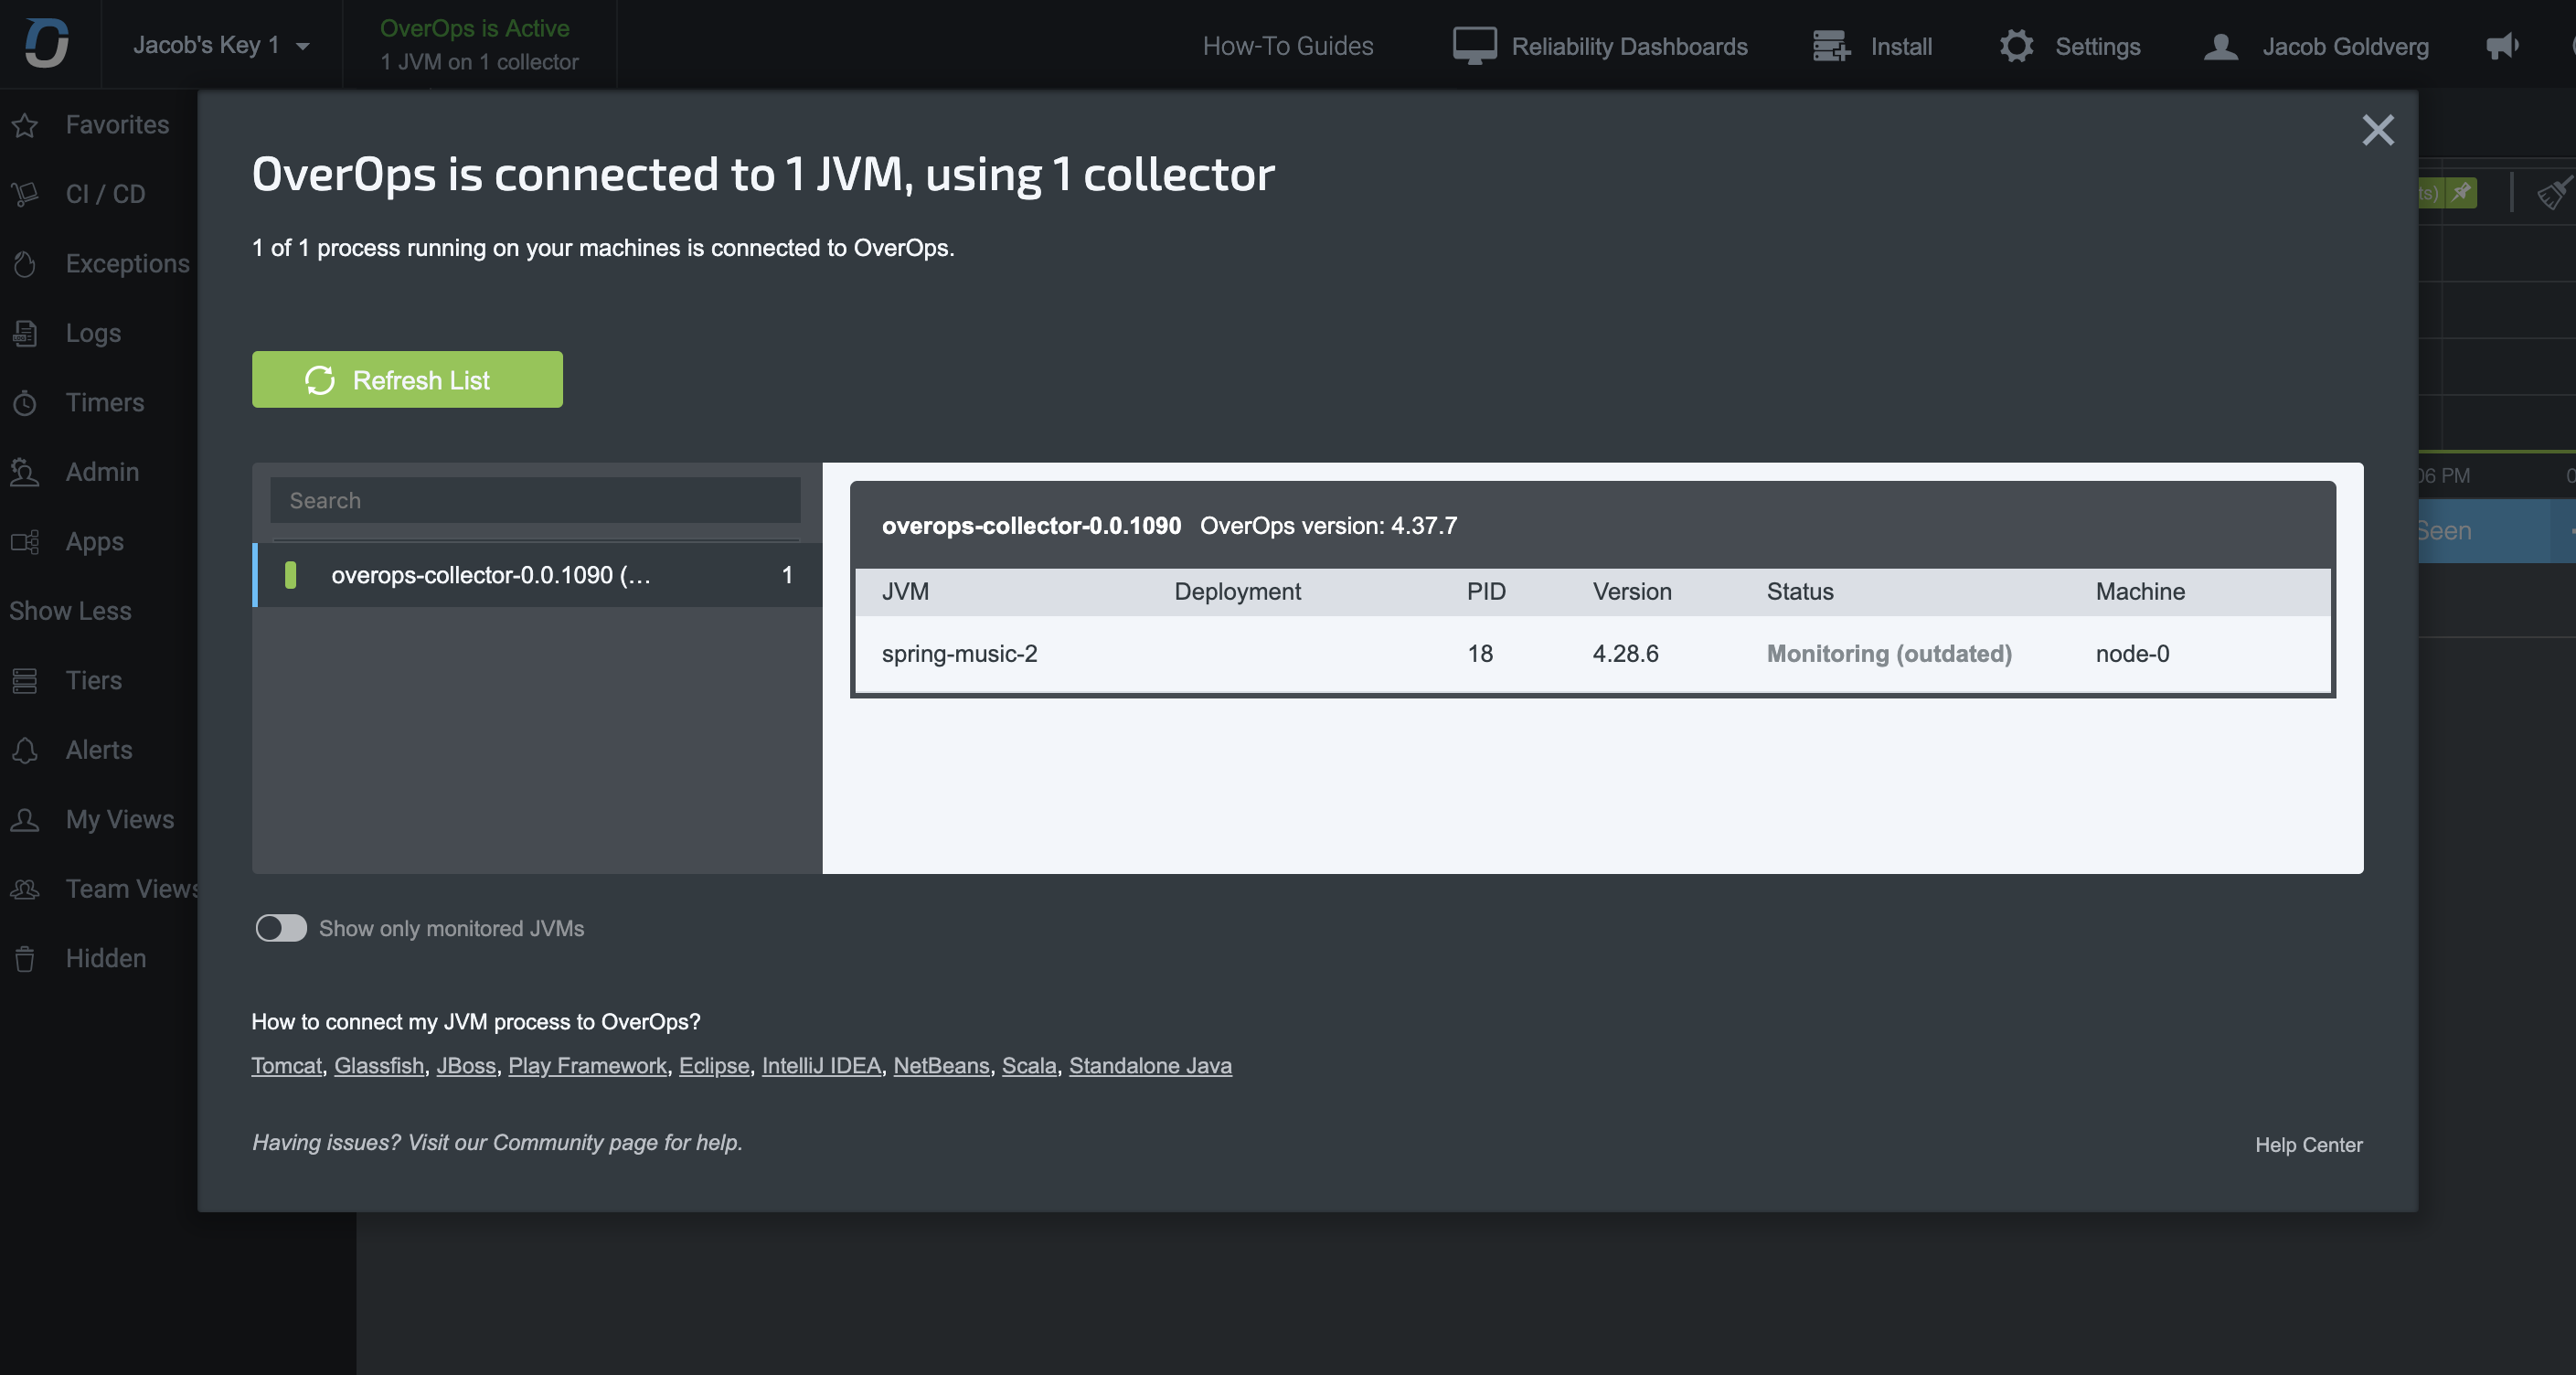 Jacob's Key 1
OverOps is Active
1 JVM on 1 collector
How-To Guides
Reliability Dashboards
Install
Settings
Jacob Goldverg
Favorites
CI / CD
Exceptions
Logs
Timers
Admin
Apps
Show Less
Tiers
Alerts
My Views
Team Views
Hidden
OverOps is connected to 1 JVM, using 1 collector
1 of 1 process running on your machines is connected to OverOps.
Refresh List
Search
overops-collector-0.0.1090 (... 1
overops-collector-0.0.1090 OverOps version: 4.37.7
JVM Deployment PID Version Status Machine
spring-music-2 18 4.28.6 Monitoring (outdated) node-0
Show only monitored JVMs
How to connect my JVM process to OverOps?
Tomcat, Glassfish, JBoss, Play Framework, Eclipse, IntelliJ IDEA, NetBeans, Scala, Standalone Java
Having issues? Visit our Community page for help.
Help Center
ts)
06 PM
Seen